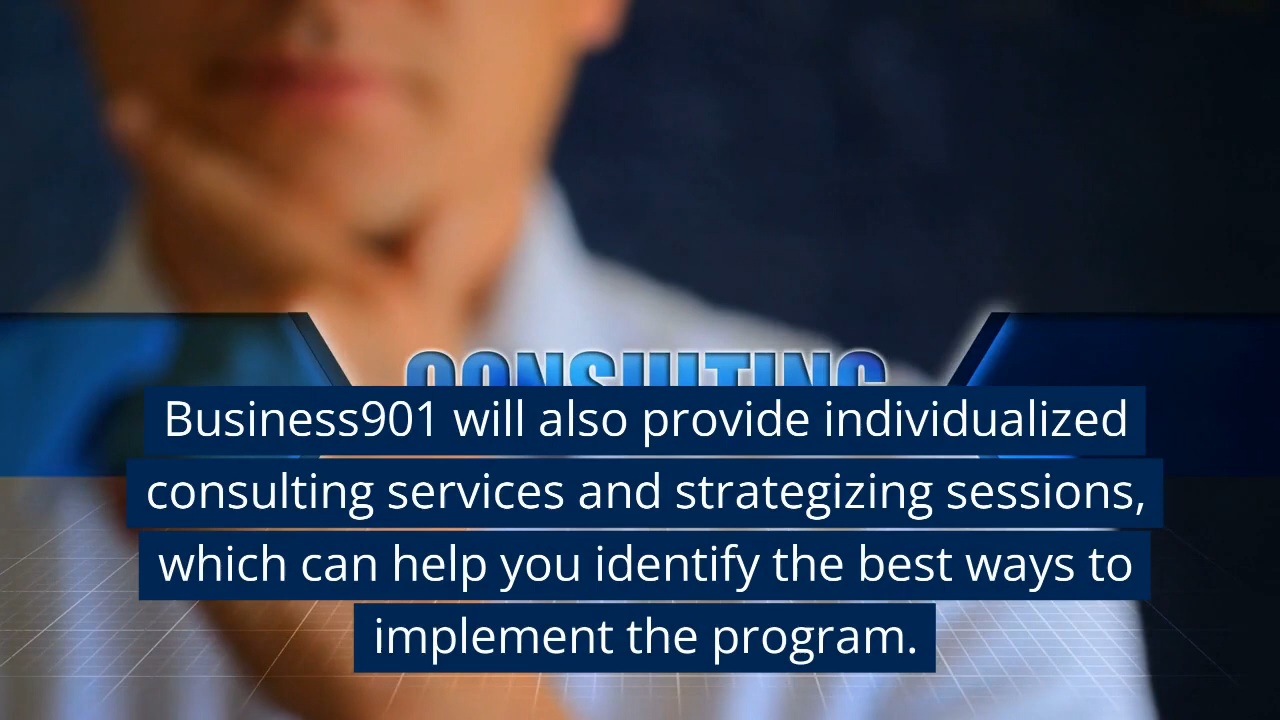 CONSULTING
Business901 will also provide individualized
consulting services and strategizing sessions,
which can help you identify the best ways to
implement the program.